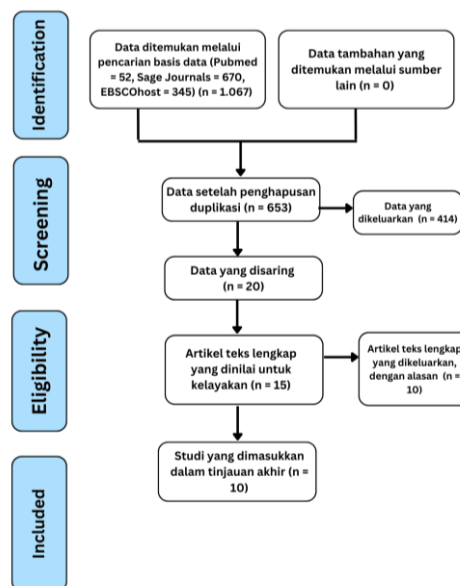 Identification
Data ditemukan melalui
pencarian basis data (Pubmed
= 52, Sage Journals = 670,
EBSCOhost = 345) (n = 1.067)
Data tambahan yang
ditemukan melalui sumber
lain (n = 0)
Screening
Data setelah penghapusan
duplikasi (n = 653)
Data yang
dikeluarkan (n = 414)
Data yang disaring
(n = 20)
Eligibility
Artikel teks lengkap
yang dinilai untuk
kelayakan (n = 15)
Artikel teks lengkap
yang dikeluarkan,
dengan alasan (n =
10)
Included
Studi yang dimasukkan
dalam tinjauan akhir (n =
10)